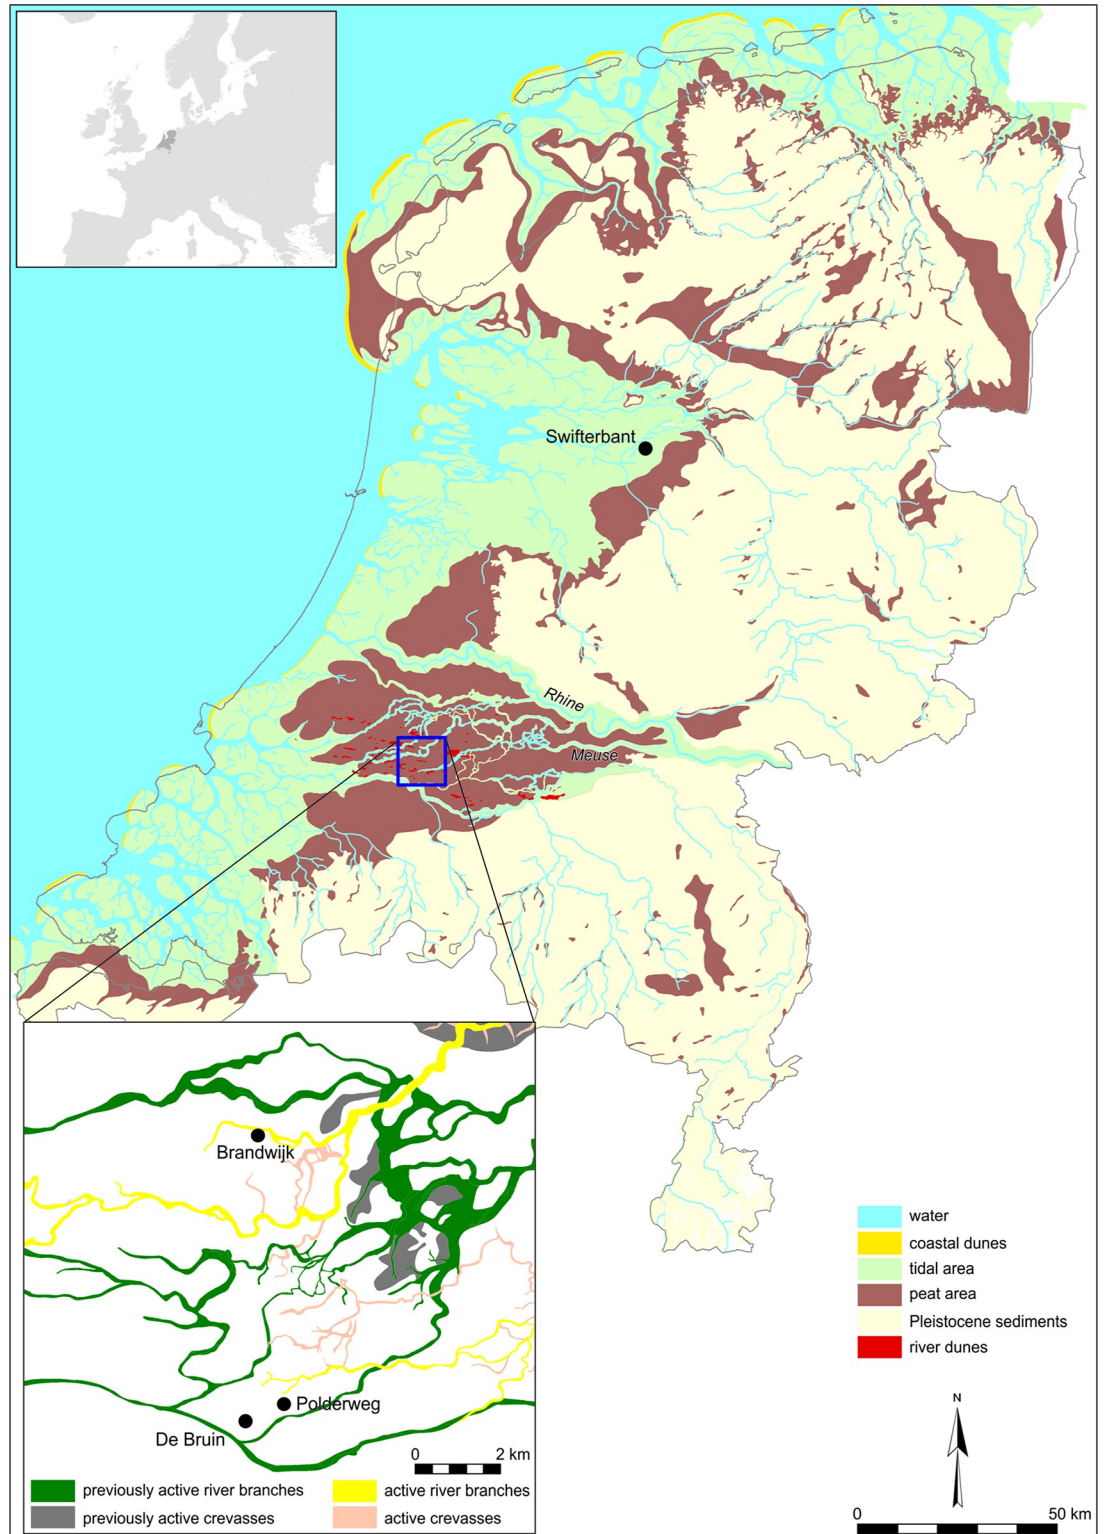 Swifterbant
Rhine
Meuse
Brandwijk
Polderweg
De Bruin
0 2 km
previously active river branches
active river branches
previously active crevasses
active crevasses
water
coastal dunes
tidal area
peat area
Pleistocene sediments
river dunes
N
0 50 km